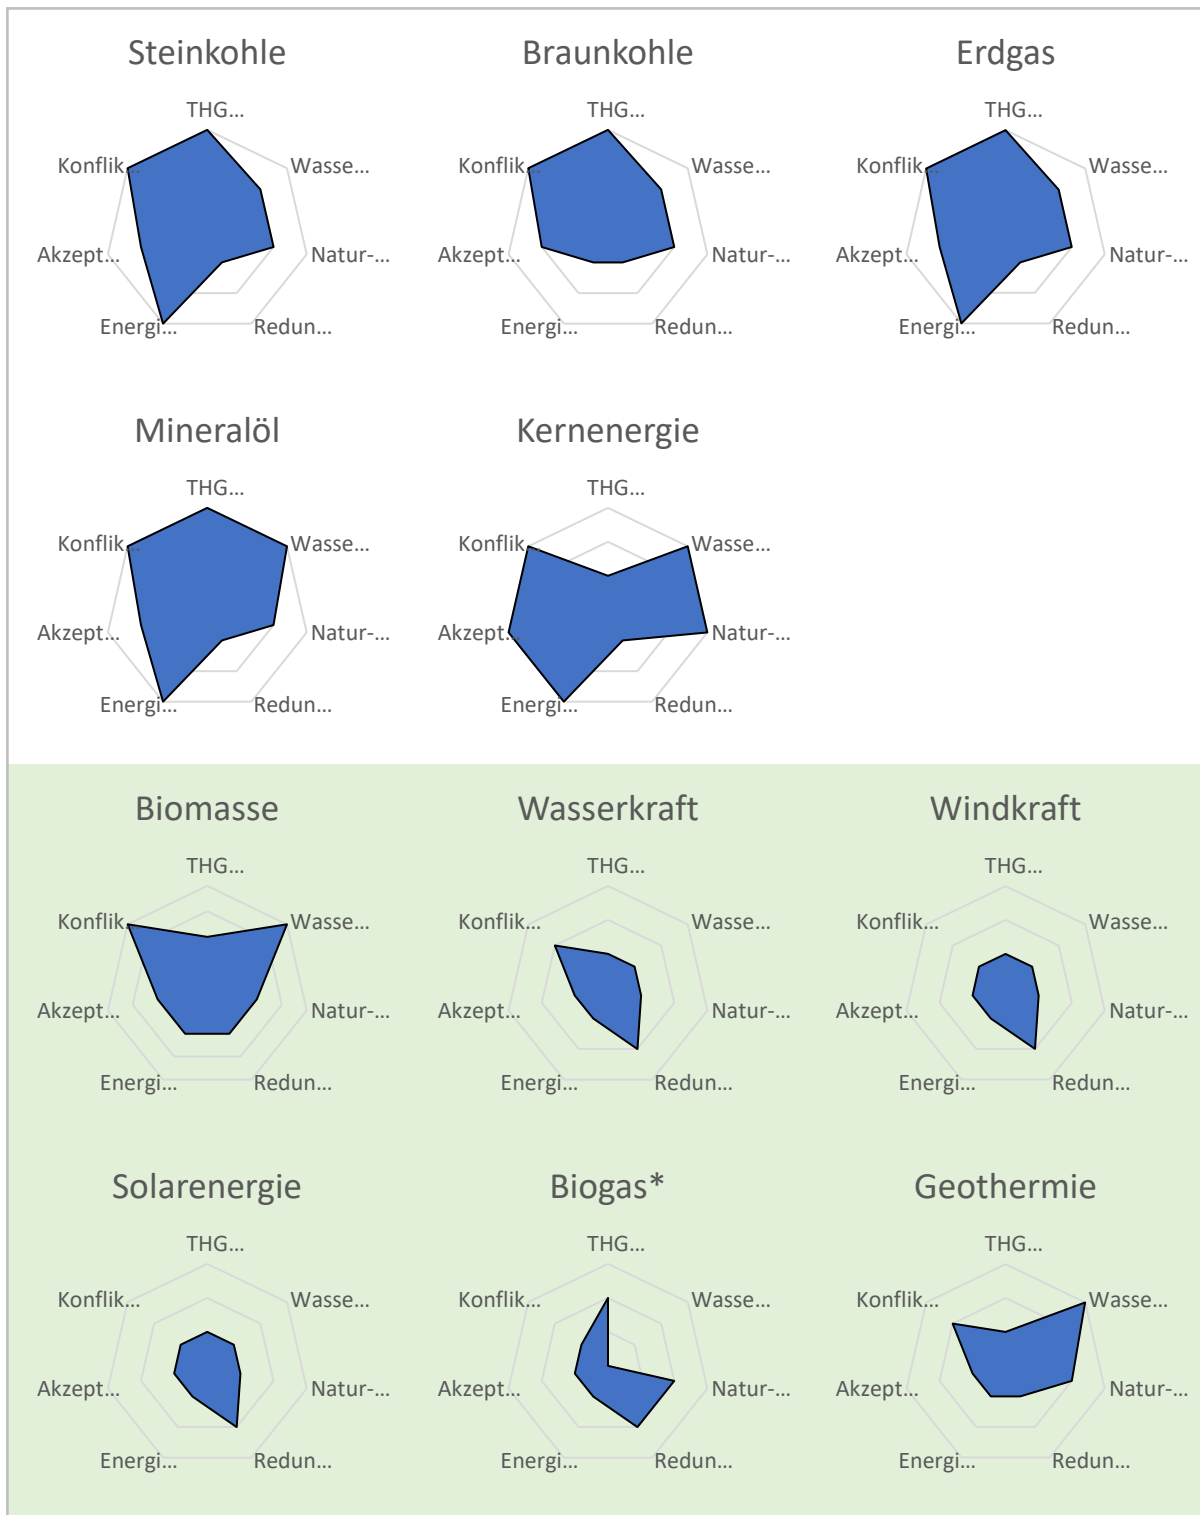 Steinkohle
THG...
Konflik...
Wasse...
Akzept...
Natur-...
Energi...
Redun...
Braunkohle
THG...
Konflik...
Wasse...
Akzept...
Natur-...
Energi...
Redun...
Erdgas
THG...
Konflik...
Wasse...
Akzept...
Natur-...
Energi...
Redun...
Mineralöl
THG...
Konflik...
Wasse...
Akzept...
Natur-...
Energi...
Redun...
Kernenergie
THG...
Konflik...
Wasse...
Akzept...
Natur-...
Energi...
Redun...
Biomasse
THG...
Konflik...
Wasse...
Akzept...
Natur-...
Energi...
Redun...
Wasserkraft
THG...
Konflik...
Wasse...
Akzept...
Natur-...
Energi...
Redun...
Windkraft
THG...
Konflik...
Wasse...
Akzept...
Natur-...
Energi...
Redun...
Solarenergie
THG...
Konflik...
Wasse...
Akzept...
Natur-...
Energi...
Redun...
Biogas*
THG...
Konflik...
Wasse...
Akzept...
Natur-...
Energi...
Redun...
Geothermie
THG...
Konflik...
Wasse...
Akzept...
Natur-...
Energi...
Redun...